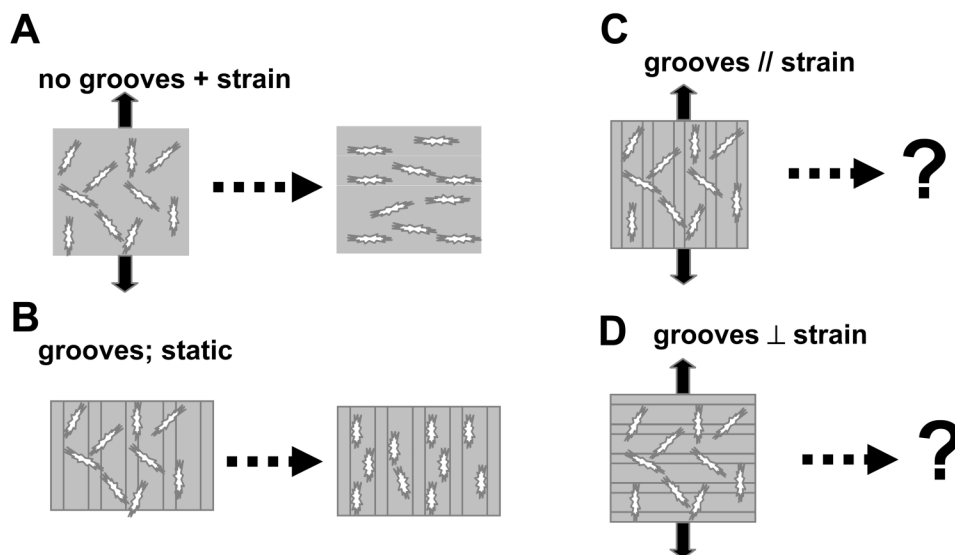 A
no grooves + strain
B
grooves; static
C
grooves // strain
?
D
grooves ⊥ strain
?